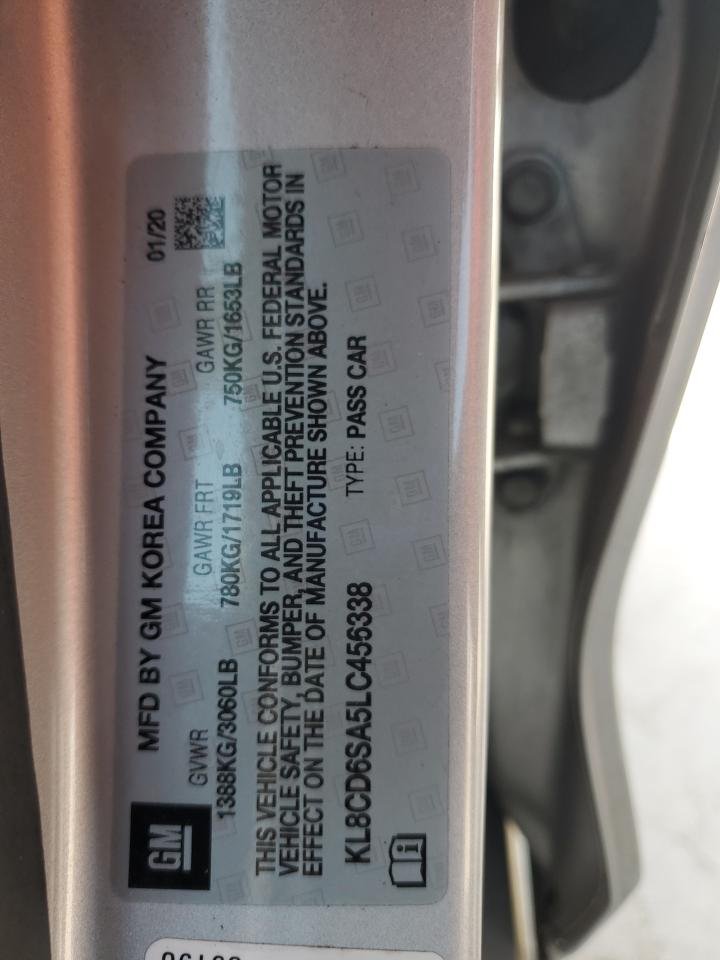 GM
MFD BY GM KOREA COMPANY 01/20
GVWR GAWR FRT GAWR RR
1388KG/3060LB 780KG/1719LB 750KG/1653LB
THIS VEHICLE CONFORMS TO ALL APPLICABLE U.S. FEDERAL MOTOR
VEHICLE SAFETY, BUMPER, AND THEFT PREVENTION STANDARDS IN
EFFECT ON THE DATE OF MANUFACTURE SHOWN ABOVE.
KL8CD6SA5LC456338 TYPE: PASS CAR